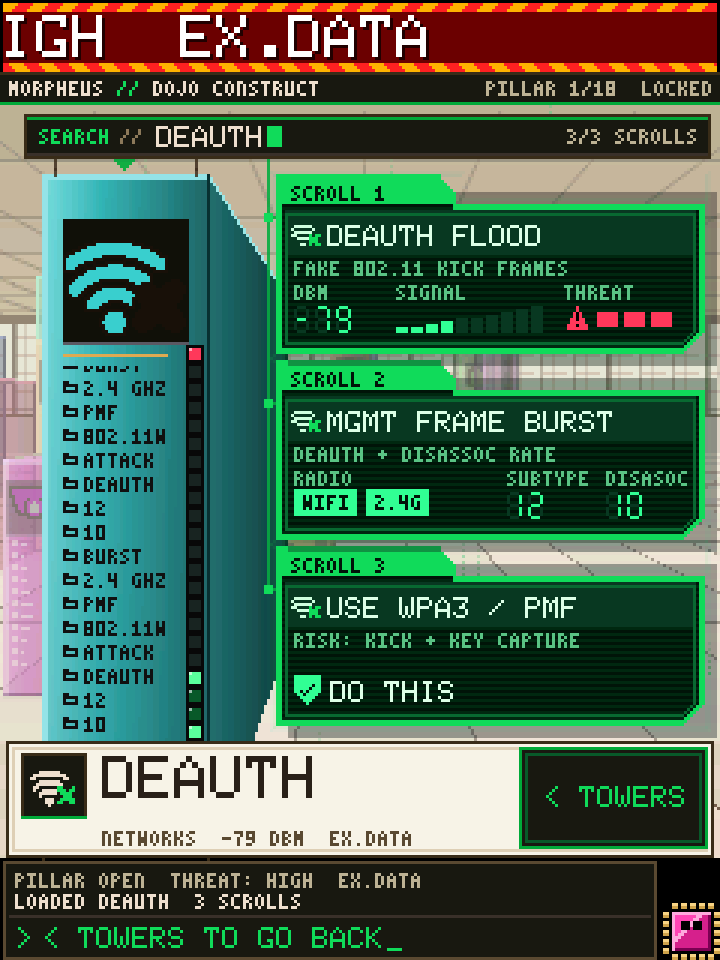 IGH EX.DATA
MORPHEUS // DOJO CONSTRUCT PILLAR 1/18 LOCKED
SEARCH // DEAUTH 3/3 SCROLLS
SCROLL 1
DEAUTH FLOOD
FAKE 802.11 KICK FRAMES
DBM SIGNAL THREAT
-79
SCROLL 2
MGMT FRAME BURST
DEAUTH + DISASSOC RATE
RADIO SUBTYPE DISASOC
WIFI 2.4G 12 10
SCROLL 3
USE WPA3 / PMF
RISK: KICK + KEY CAPTURE
DO THIS
BURST
2.4 GHZ
PMF
802.11W
ATTACK
DEAUTH
12
10
BURST
2.4 GHZ
PMF
802.11W
ATTACK
DEAUTH
12
10
DEAUTH
NETWORKS -79 DBM EX.DATA
< TOWERS
PILLAR OPEN THREAT: HIGH EX.DATA
LOADED DEAUTH 3 SCROLLS
> < TOWERS TO GO BACK_